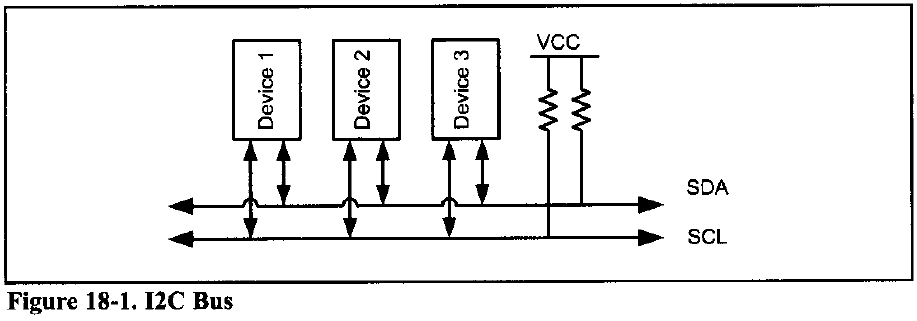 Device 1
Device 2
Device 3
VCC
SDA
SCL
Figure 18-1. I2C Bus